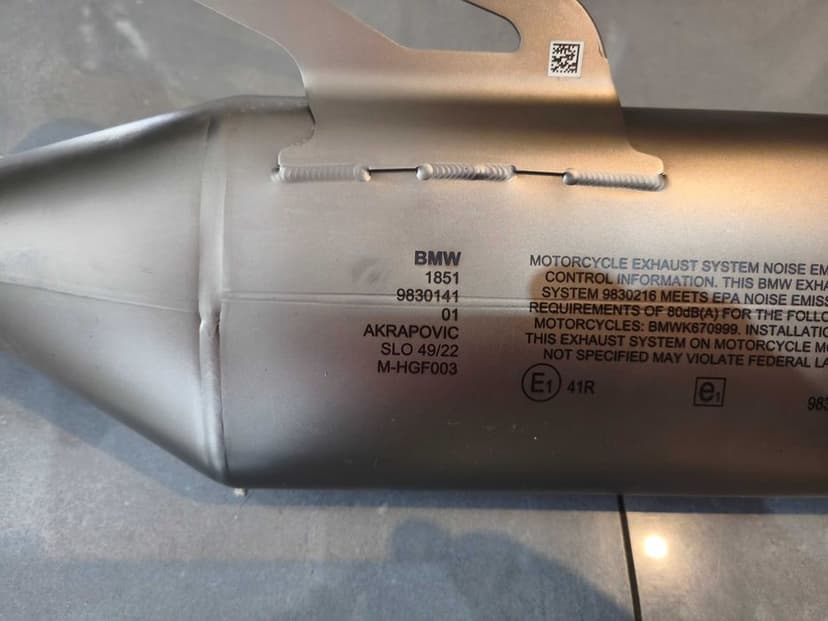 BMW
1851
9830141
01
AKRAPOVIC
SLO 49/22
M-HGF003
MOTORCYCLE EXHAUST SYSTEM NOISE
CONTROL INFORMATION. THIS BMW
SYSTEM 9830216 MEETS EPA NOISE
REQUIREMENTS OF 80dB(A) FOR THE
MOTORCYCLES: BMWK670999.
THIS EXHAUST SYSTEM ON MOTORCYCLE
NOT SPECIFIED MAY VIOLATE FEDERAL
E1 41R
e1